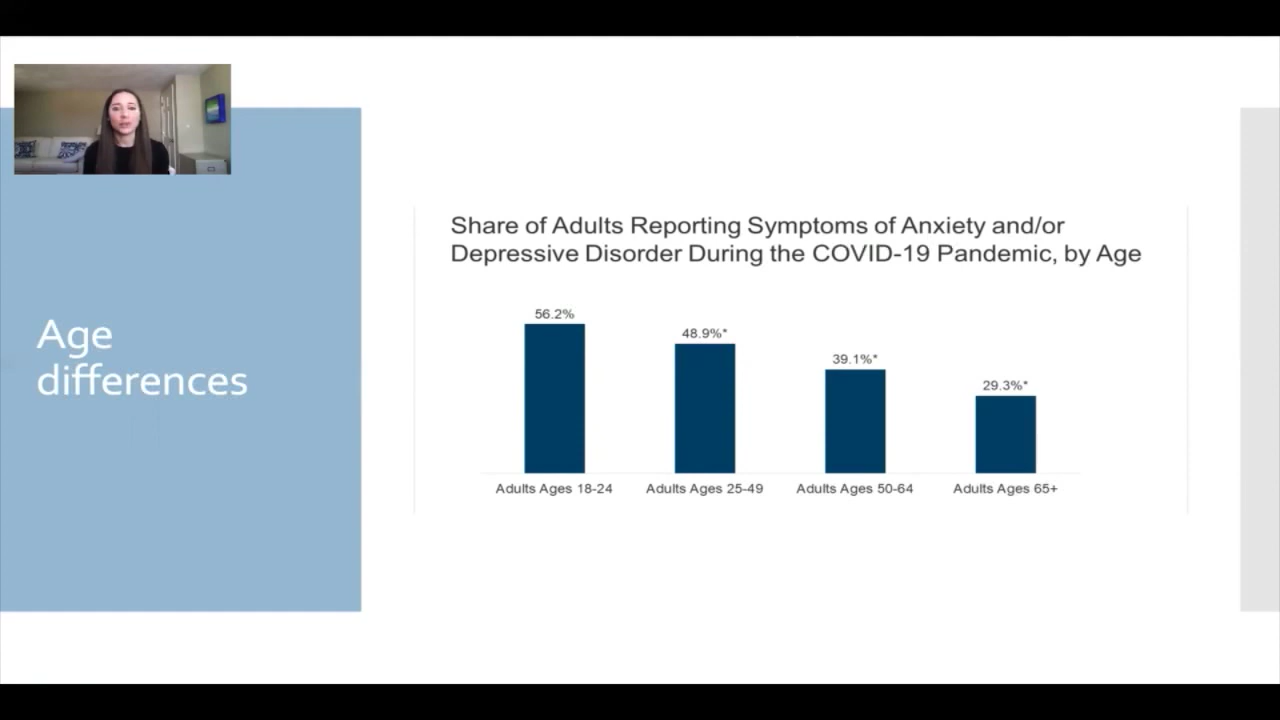 Age
differences
Share of Adults Reporting Symptoms of Anxiety and/or
Depressive Disorder During the COVID-19 Pandemic, by Age
56.2%
48.9%*
39.1%*
29.3%*
Adults Ages 18-24
Adults Ages 25-49
Adults Ages 50-64
Adults Ages 65+